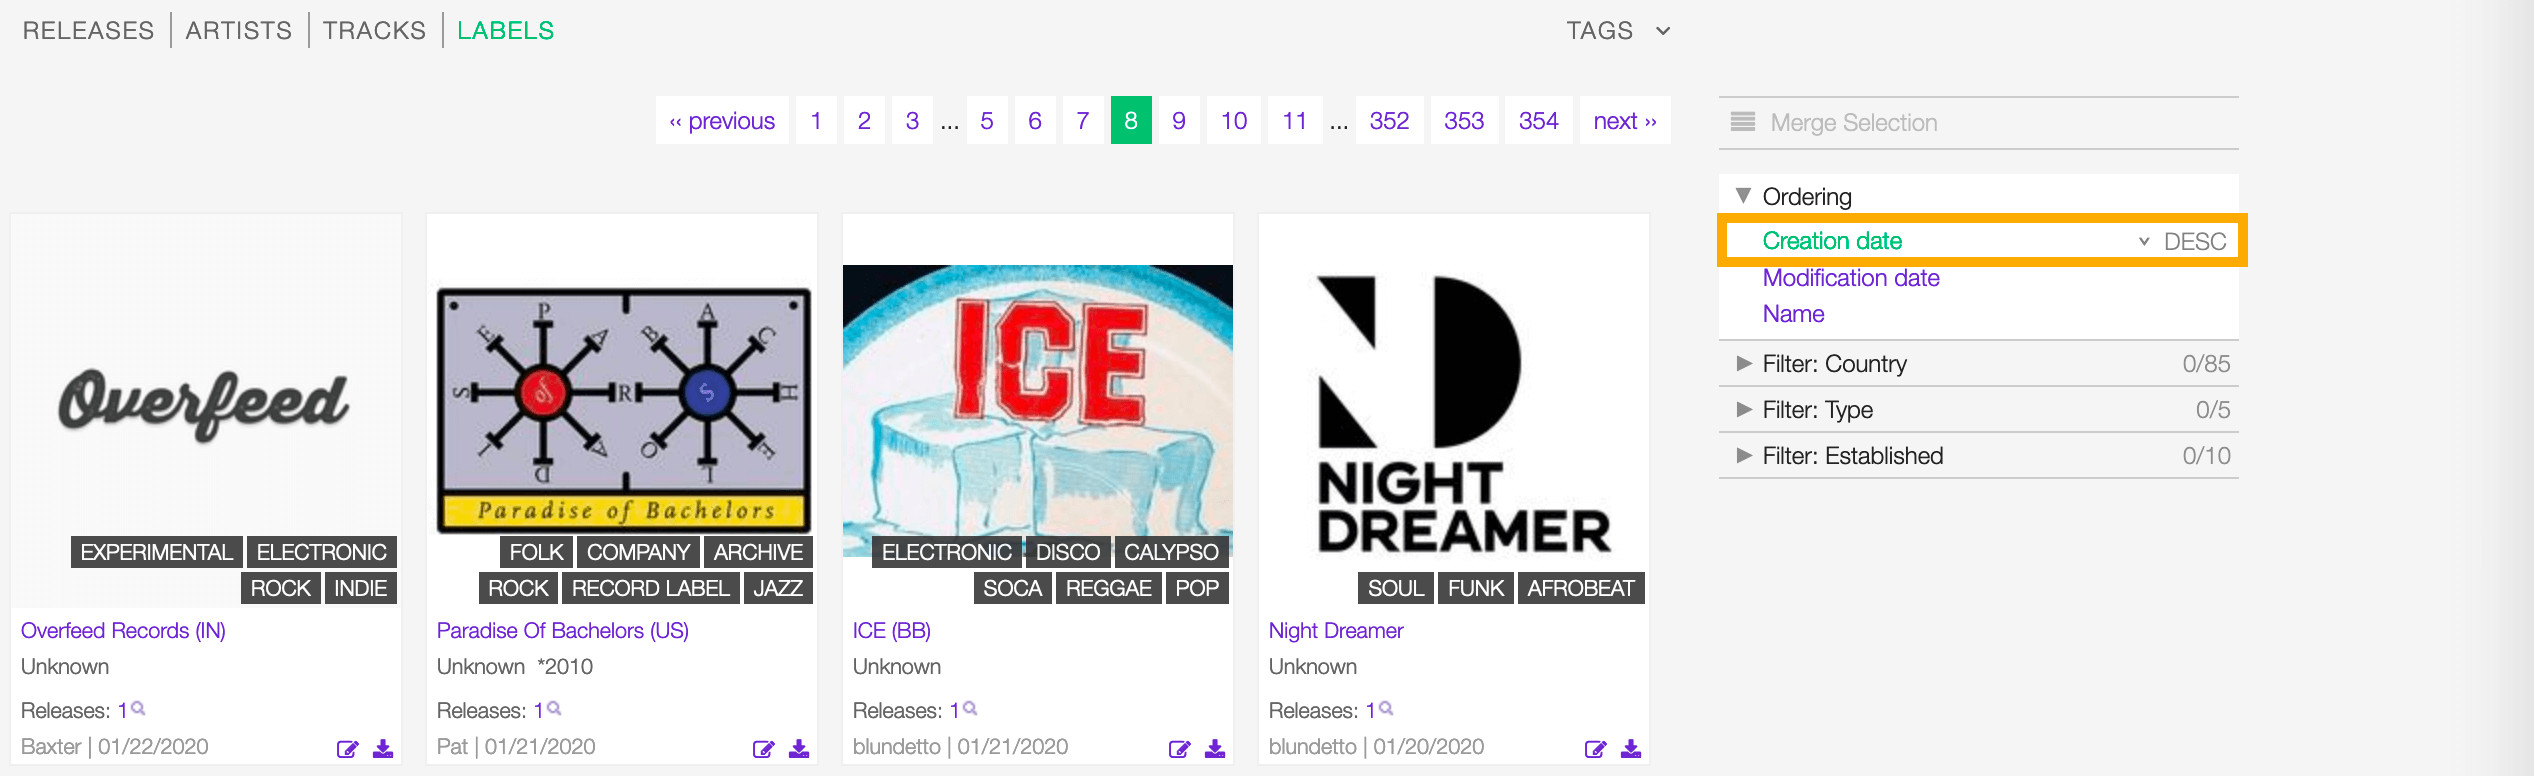 RELEASES ARTISTS TRACKS LABELS TAGS
‹‹ previous 1 2 3 ... 5 6 7 8 9 10 11 ... 352 353 354 next ››
Merge Selection
Ordering
Creation date DESC
Modification date
Name
Filter: Country 0/85
Filter: Type 0/5
Filter: Established 0/10
Overfeed
EXPERIMENTAL ELECTRONIC
ROCK INDIE
Overfeed Records (IN)
Unknown
Releases: 1
Baxter | 01/22/2020
Paradise of Bachelors
FOLK COMPANY ARCHIVE
ROCK RECORD LABEL JAZZ
Paradise Of Bachelors (US)
Unknown *2010
Releases: 1
Pat | 01/21/2020
ICE
ELECTRONIC DISCO CALYPSO
SOCA REGGAE POP
ICE (BB)
Unknown
Releases: 1
blundetto | 01/21/2020
ND
NIGHT
DREAMER
SOUL FUNK AFROBEAT
Night Dreamer
Unknown
Releases: 1
blundetto | 01/20/2020